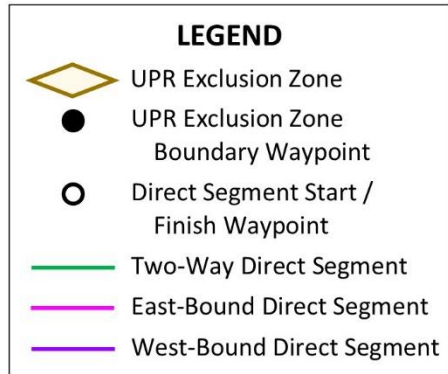 LEGEND
UPR Exclusion Zone
UPR Exclusion Zone
Boundary Waypoint
Direct Segment Start /
Finish Waypoint
Two-Way Direct Segment
East-Bound Direct Segment
West-Bound Direct Segment